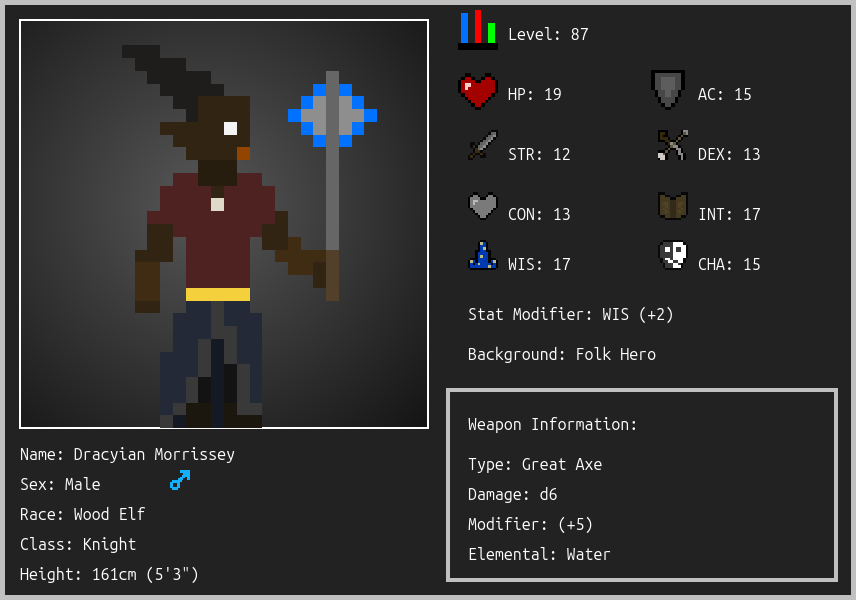 Level: 87
HP: 19
AC: 15
STR: 12
DEX: 13
CON: 13
INT: 17
WIS: 17
CHA: 15
Stat Modifier: WIS (+2)
Background: Folk Hero
Weapon Information:
Type: Great Axe
Damage: d6
Modifier: (+5)
Elemental: Water
Name: Dracyian Morrissey
Sex: Male
Race: Wood Elf
Class: Knight
Height: 161cm (5'3")